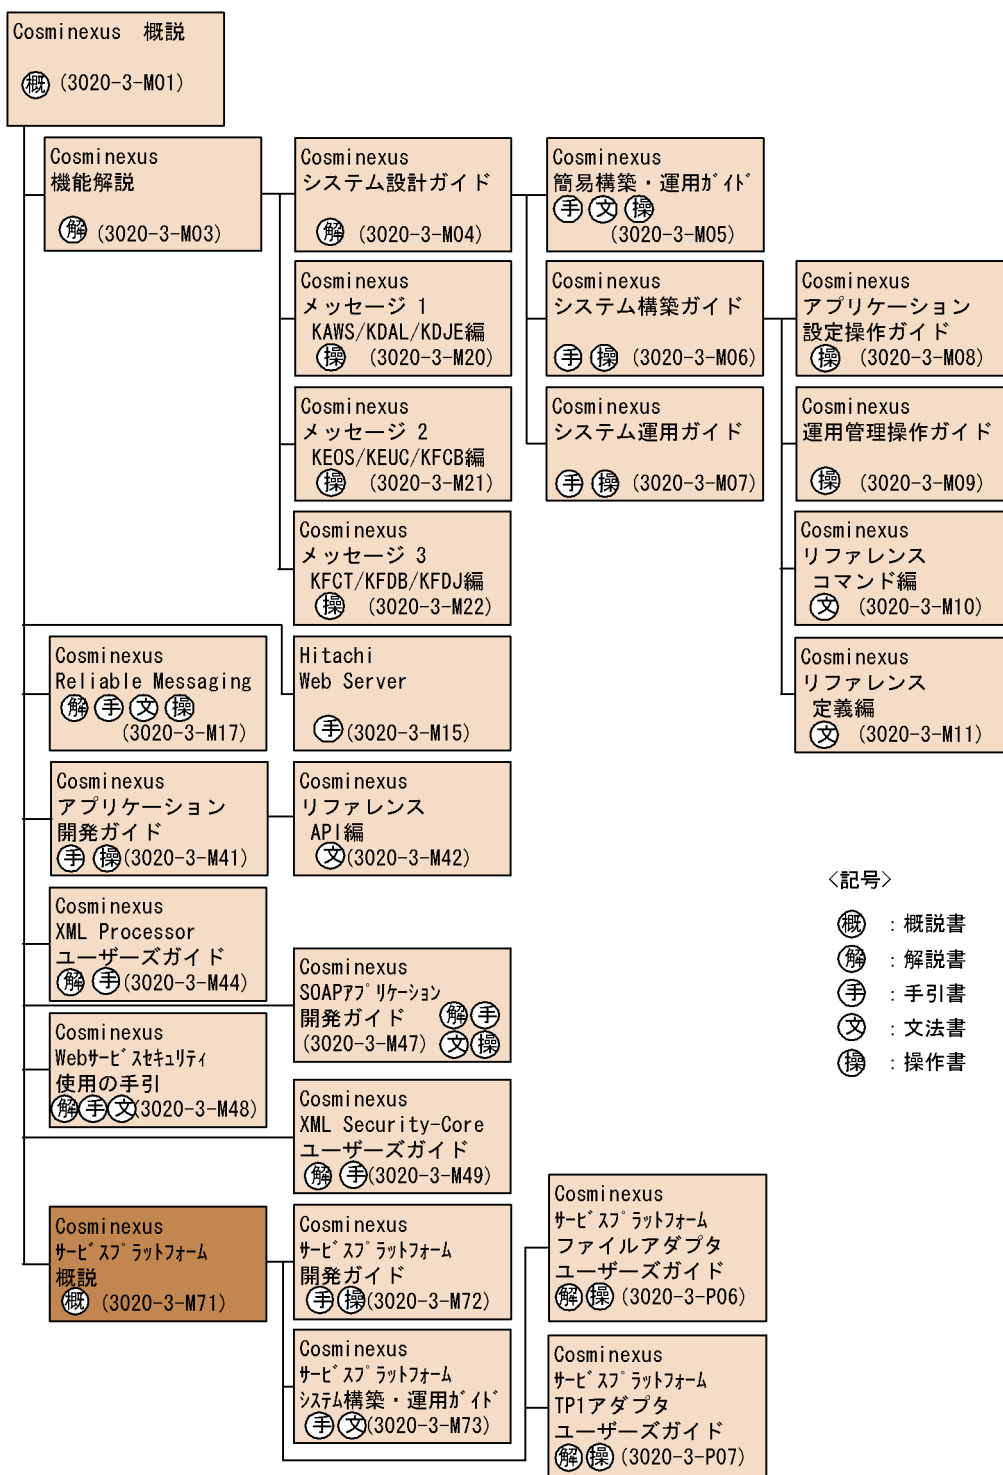 Cosminexus 概説
概 (3020-3-M01)
Cosminexus
機能解説
解 (3020-3-M03)
Cosminexus
システム設計ガイド
解 (3020-3-M04)
Cosminexus
簡易構築・運用ガイド
手 文 操
(3020-3-M05)
Cosminexus
メッセージ 1
KAWS/KDAL/KDJE編
操 (3020-3-M20)
Cosminexus
システム構築ガイド
手 操 (3020-3-M06)
Cosminexus
アプリケーション
設定操作ガイド
操 (3020-3-M08)
Cosminexus
メッセージ 2
KEOS/KEUC/KFCB編
操 (3020-3-M21)
Cosminexus
システム運用ガイド
手 操 (3020-3-M07)
Cosminexus
運用管理操作ガイド
操 (3020-3-M09)
Cosminexus
メッセージ 3
KFCT/KFDB/KFDJ編
操 (3020-3-M22)
Cosminexus
リファレンス
コマンド編
文 (3020-3-M10)
Cosminexus
Reliable Messaging
解 手 文 操
(3020-3-M17)
Hitachi
Web Server
手 (3020-3-M15)
Cosminexus
リファレンス
定義編
文 (3020-3-M11)
Cosminexus
アプリケーション
開発ガイド
手 操 (3020-3-M41)
Cosminexus
リファレンス
API編
文 (3020-3-M42)
Cosminexus
XML Processor
ユーザーズガイド
解 手 (3020-3-M44)
Cosminexus
SOAPアプリケーション
開発ガイド 解 手
(3020-3-M47) 文 操
Cosminexus
Webサービスセキュリティ
使用の手引
解 手 文 (3020-3-M48)
Cosminexus
XML Security-Core
ユーザーズガイド
解 手 (3020-3-M49)
Cosminexus
サービスプラットフォーム
概説
概 (3020-3-M71)
Cosminexus
サービスプラットフォーム
開発ガイド
手 操 (3020-3-M72)
Cosminexus
サービスプラットフォーム
ファイルアダプタ
ユーザーズガイド
解 操 (3020-3-P06)
Cosminexus
サービスプラットフォーム
システム構築・運用ガイド
手 文 (3020-3-M73)
Cosminexus
サービスプラットフォーム
TP1アダプタ
ユーザーズガイド
解 操 (3020-3-P07)
〈記号〉
概 : 概説書
解 : 解説書
手 : 手引書
文 : 文法書
操 : 操作書